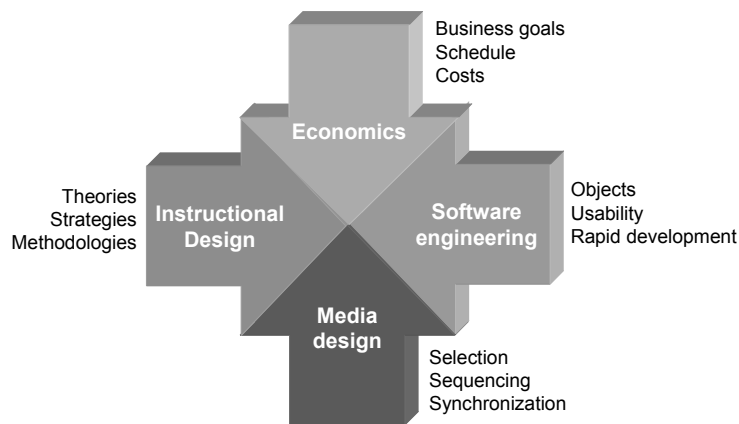 Business goals
Schedule
Costs
Economics
Theories
Strategies
Methodologies
Instructional
Design
Software
engineering
Objects
Usability
Rapid development
Media
design
Selection
Sequencing
Synchronization